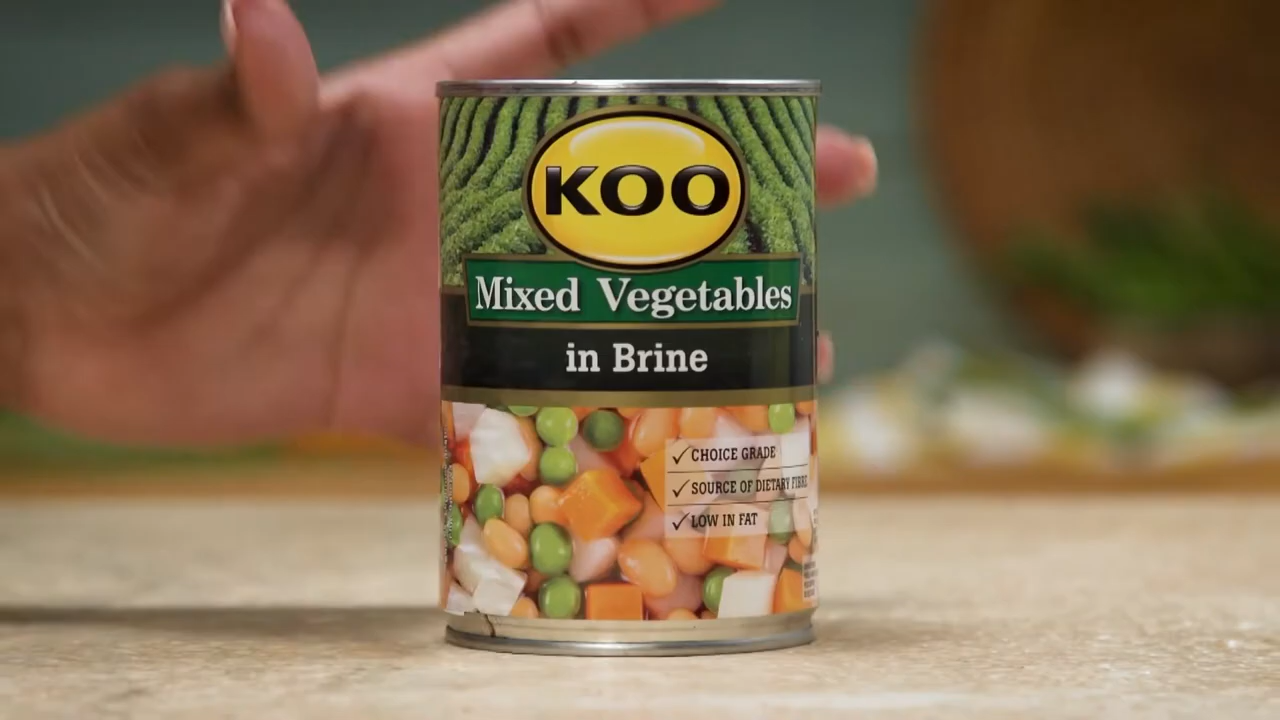 KOO
Mixed Vegetables
in Brine
CHOICE GRADE
SOURCE OF DIETARY FIBRE
LOW IN FAT